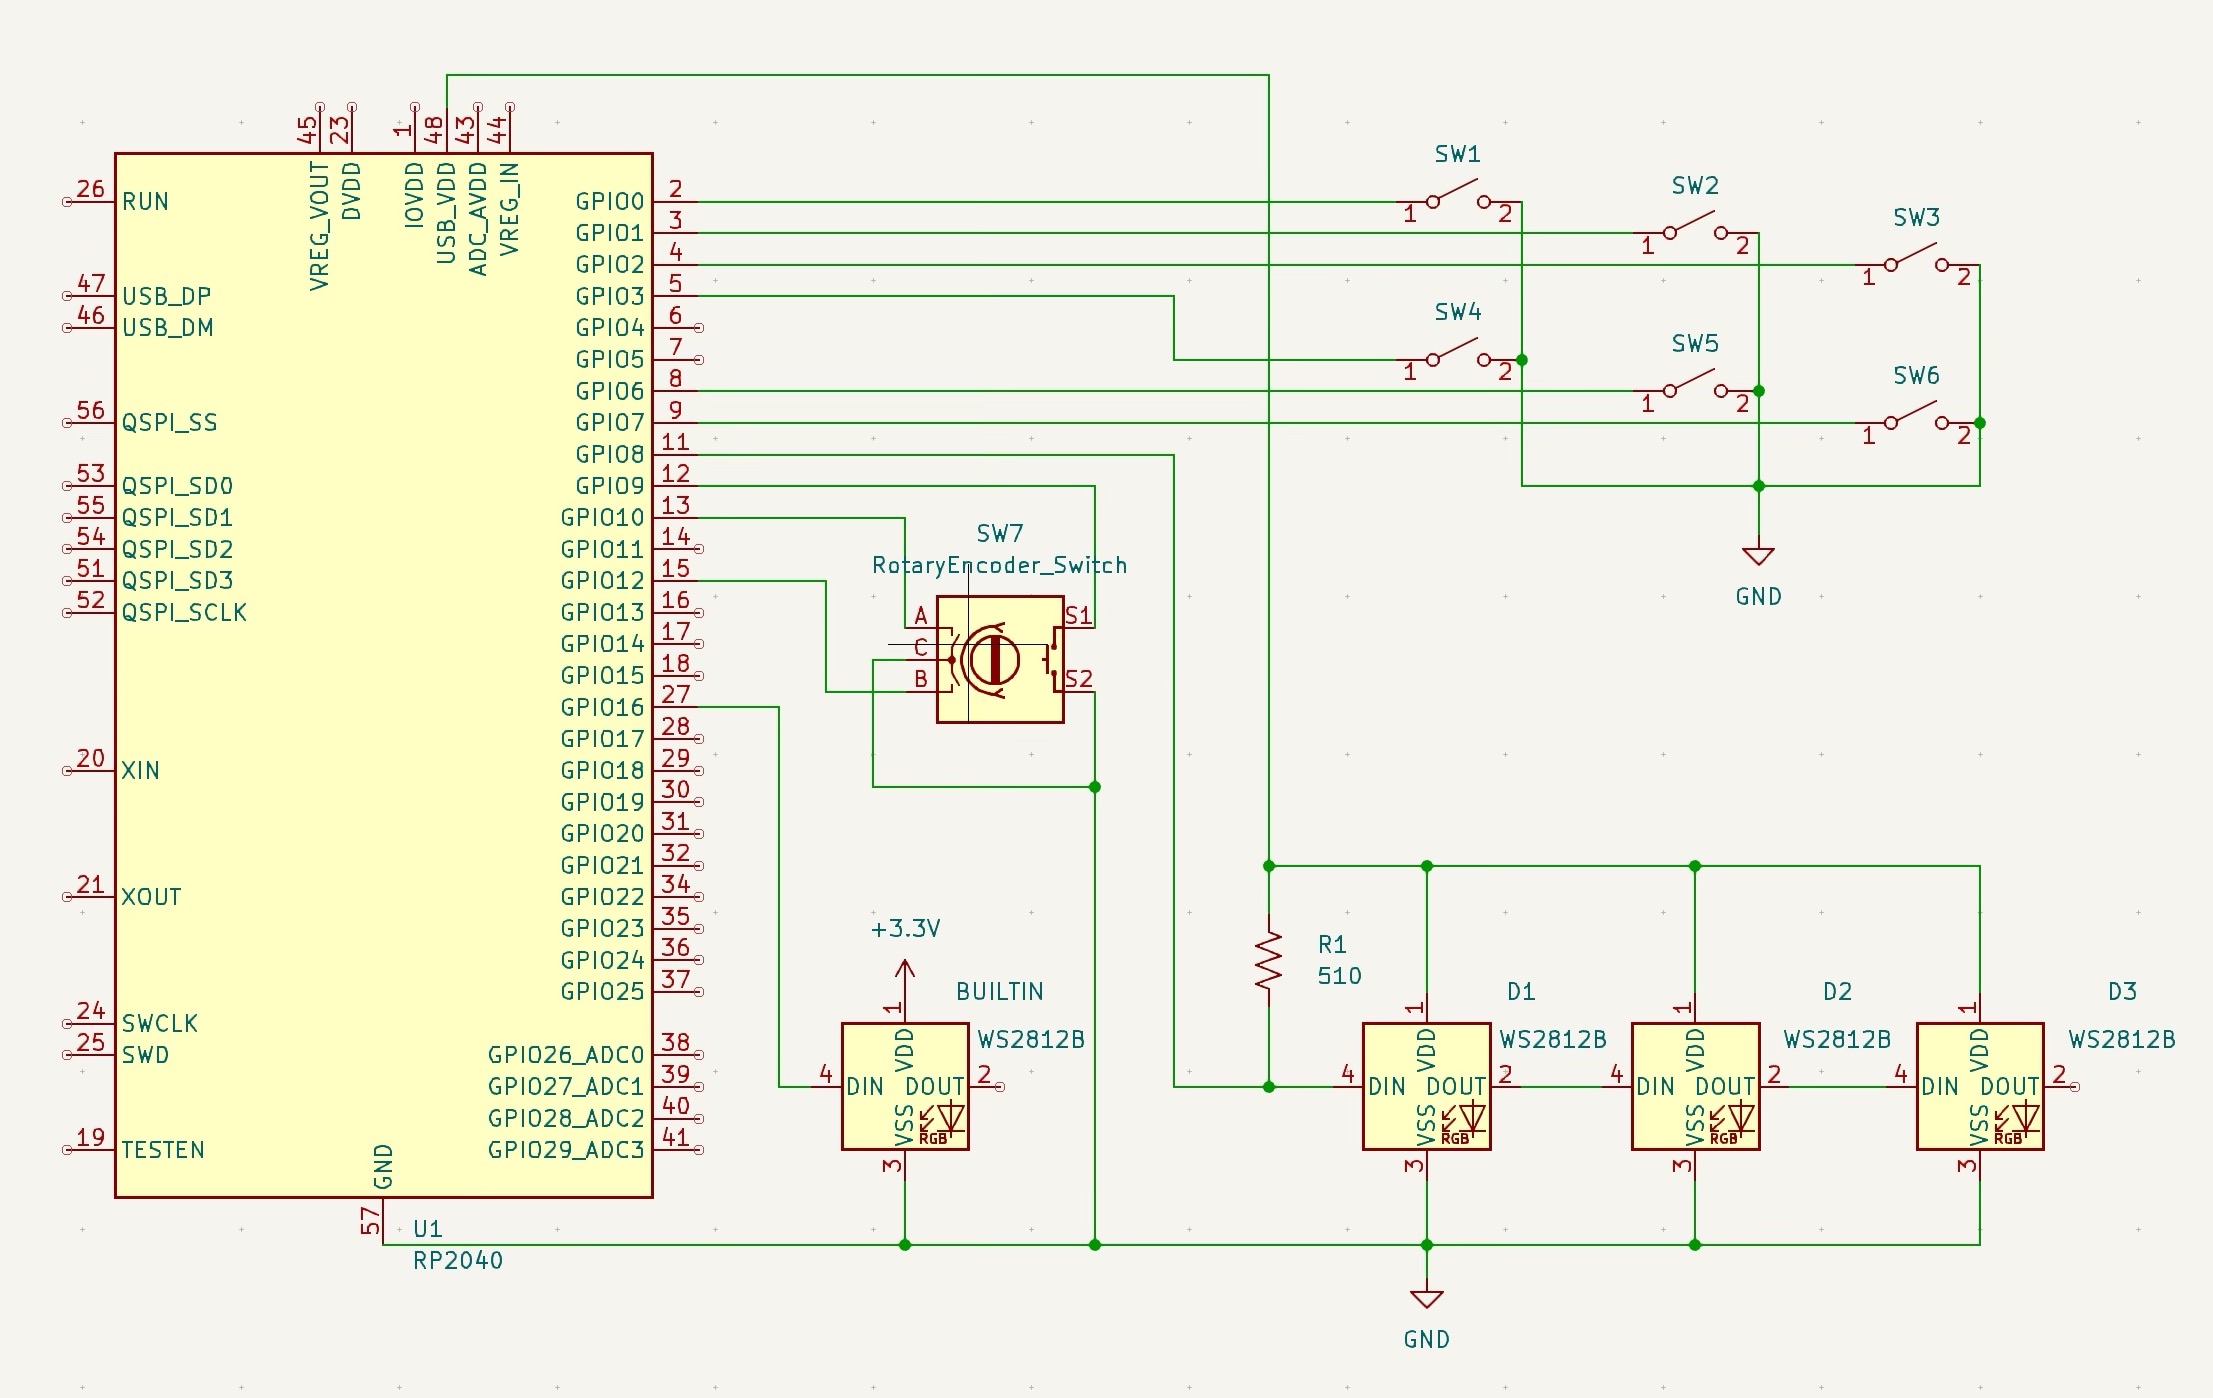 45
23
1
48
43
44
VREG_VOUT
DVDD
IOVDD
USB_VDD
ADC_AVDD
VREG_IN
26 RUN
47 USB_DP
46 USB_DM
56 QSPI_SS
53 QSPI_SD0
55 QSPI_SD1
54 QSPI_SD2
51 QSPI_SD3
52 QSPI_SCLK
20 XIN
21 XOUT
24 SWCLK
25 SWD
19 TESTEN
GPIO0 2
GPIO1 3
GPIO2 4
GPIO3 5
GPIO4 6
GPIO5 7
GPIO6 8
GPIO7 9
GPIO8 11
GPIO9 12
GPIO10 13
GPIO11 14
GPIO12 15
GPIO13 16
GPIO14 17
GPIO15 18
GPIO16 27
GPIO17 28
GPIO18 29
GPIO19 30
GPIO20 31
GPIO21 32
GPIO22 34
GPIO23 35
GPIO24 36
GPIO25 37
GPIO26_ADC0 38
GPIO27_ADC1 39
GPIO28_ADC2 40
GPIO29_ADC3 41
GND
57
U1
RP2040
SW1
1 2
SW2
1 2
SW3
1 2
SW4
1 2
SW5
1 2
SW6
1 2
GND
SW7
RotaryEncoder_Switch
A S1
C
B S2
+3.3V
BUILTIN
WS2812B
1
VDD
4 DIN DOUT 2
VSS
RGB
3
R1
510
D1
WS2812B
1
VDD
4 DIN DOUT 2
VSS
RGB
3
D2
WS2812B
1
VDD
4 DIN DOUT 2
VSS
RGB
3
D3
WS2812B
1
VDD
4 DIN DOUT 2
VSS
RGB
3
GND